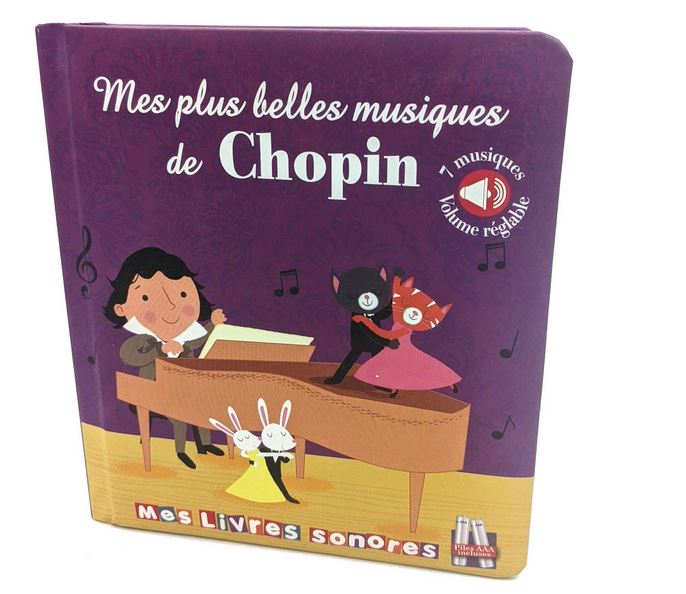 Mes plus belles musiques
de Chopin
7 musiques
Volume réglable
Mes Livres sonores
Piles AAA
incluses